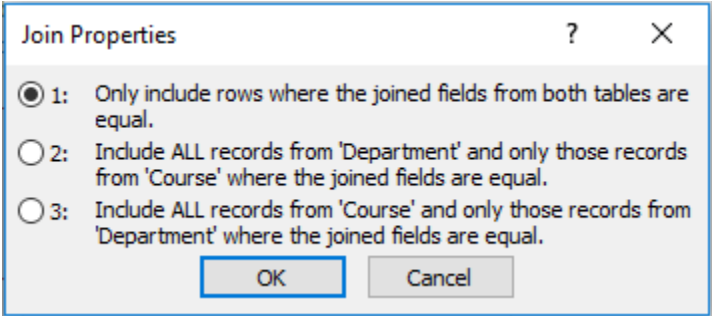 Join Properties ?
1: Only include rows where the joined fields from both tables are
equal.
2: Include ALL records from 'Department' and only those records
from 'Course' where the joined fields are equal.
3: Include ALL records from 'Course' and only those records from
'Department' where the joined fields are equal.
OK Cancel